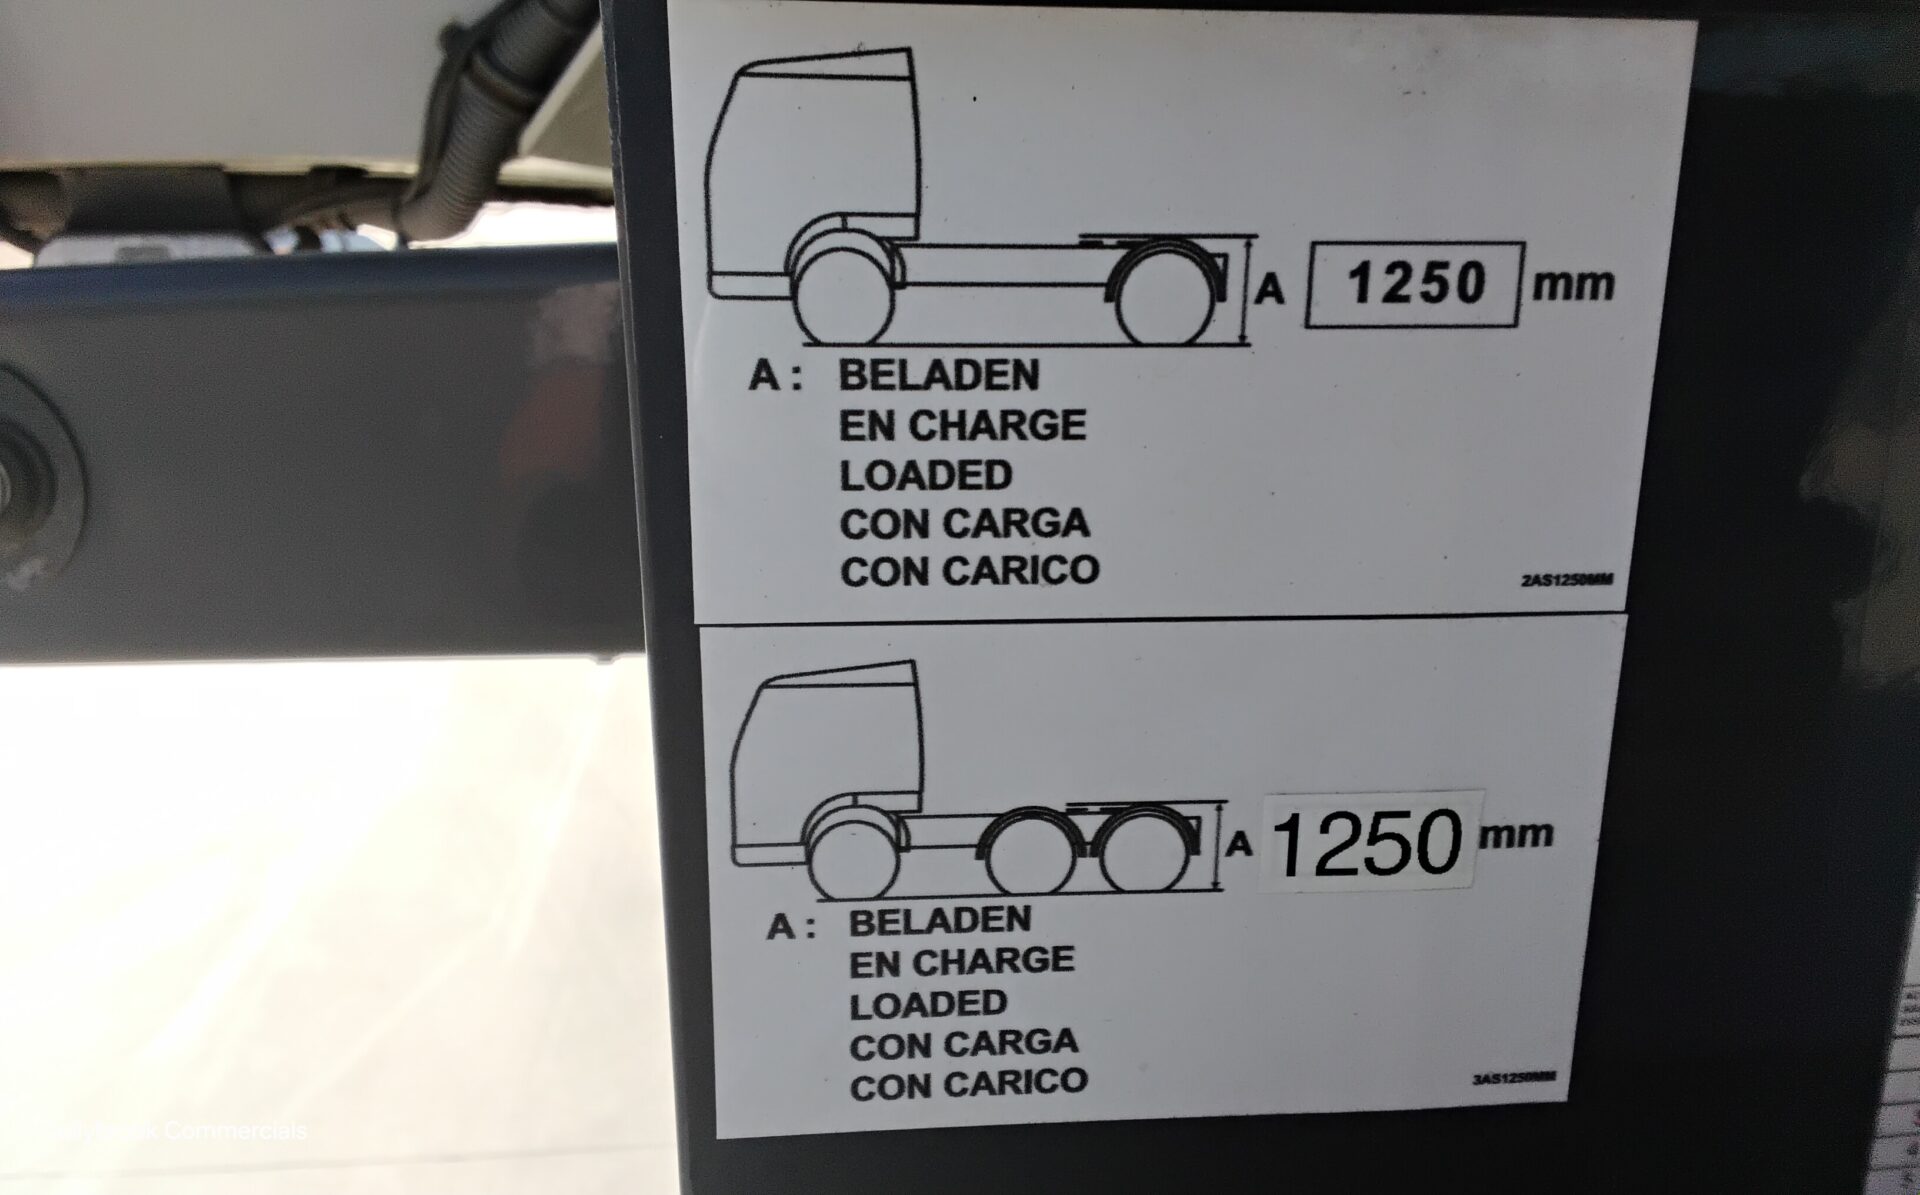 A 1250 mm
A : BELADEN
EN CHARGE
LOADED
CON CARGA
CON CARICO
2AS1250MM
A 1250 mm
A : BELADEN
EN CHARGE
LOADED
CON CARGA
CON CARICO
3AS1250MM
Commercials